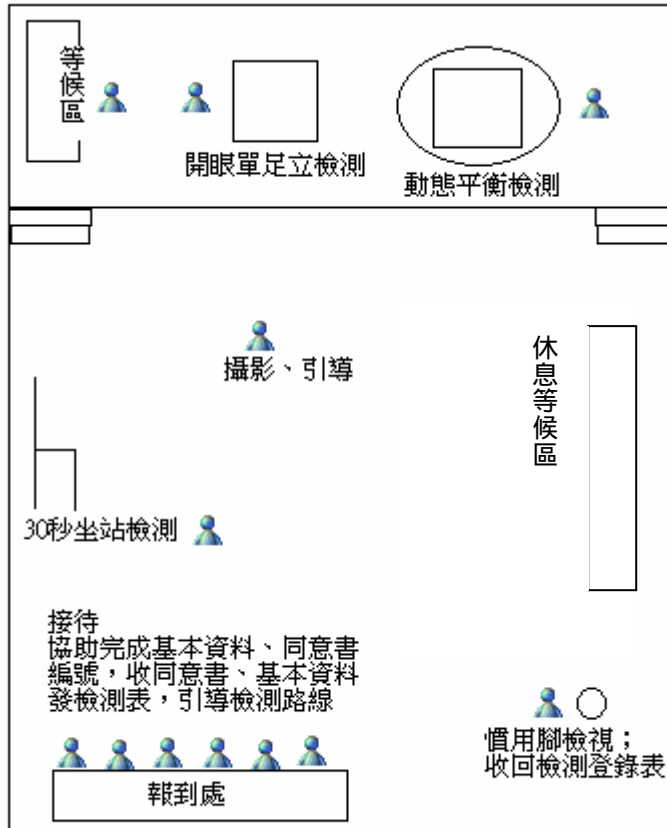 等候區
開眼單足立檢測
動態平衡檢測
攝影、引導
休息等候區
30秒坐站檢測
接待
協助完成基本資料、同意書
編號，收同意書、基本資料
發檢測表，引導檢測路線
慣用腳檢視；
收回檢測登錄表
報到處